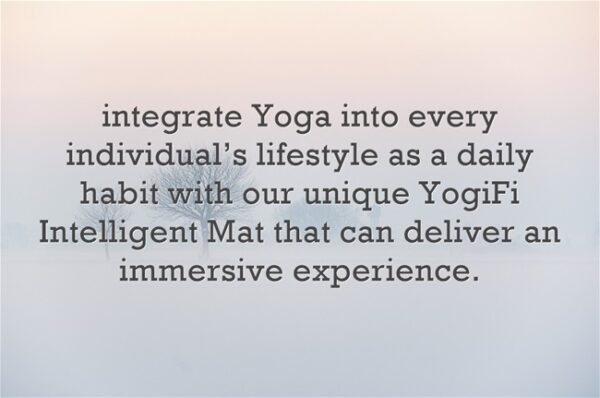 integrate Yoga into every
individual’s lifestyle as a daily
habit with our unique YogiFi
Intelligent Mat that can deliver an
immersive experience.